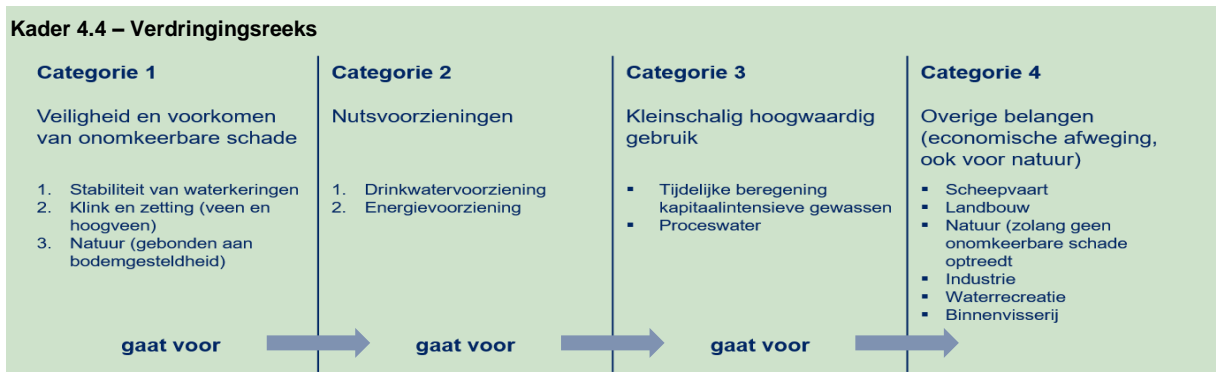 Kader 4.4 – Verdringingsreeks
Categorie 1
Veiligheid en voorkomen
van onomkeerbare schade
1. Stabiliteit van waterkeringen
2. Klink en zetting (veen en
hoogveen)
3. Natuur (gebonden aan
bodemgesteldheid)
gaat voor
Categorie 2
Nutsvoorzieningen
1. Drinkwatervoorziening
2. Energievoorziening
gaat voor
Categorie 3
Kleinschalig hoogwaardig
gebruik
▪ Tijdelijke beregening
kapitaalintensieve gewassen
▪ Proceswater
gaat voor
Categorie 4
Overige belangen
(economische afweging,
ook voor natuur)
▪ Scheepvaart
▪ Landbouw
▪ Natuur (zolang geen
onomkeerbare schade
optreedt
▪ Industrie
▪ Waterrecreatie
▪ Binnenvisserij